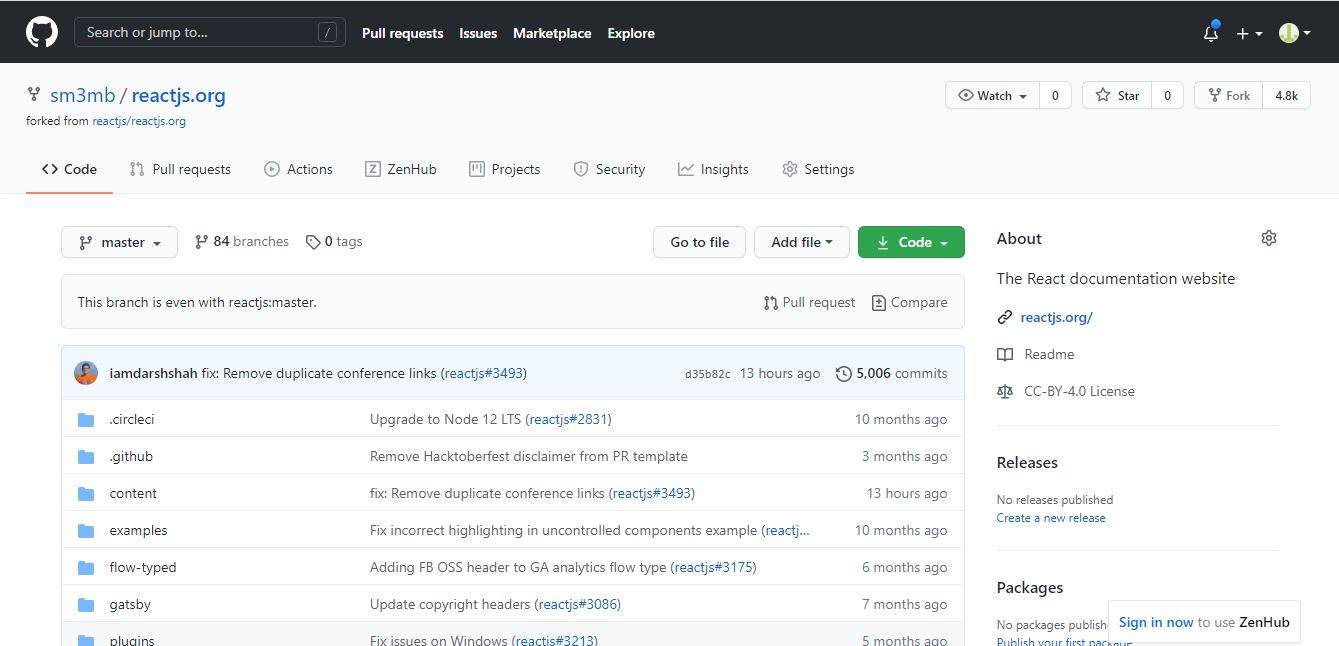 Search or jump to... /
Pull requests Issues Marketplace Explore
sm3mb / reactjs.org
Watch 0 Star 0 Fork 4.8k
forked from reactjs/reactjs.org
Code Pull requests Actions ZenHub Projects Security Insights Settings
master 84 branches 0 tags Go to file Add file Code
This branch is even with reactjs:master. Pull request Compare
iamdarshshah fix: Remove duplicate conference links (reactjs#3493) d35b82c 13 hours ago 5,006 commits
.circleci Upgrade to Node 12 LTS (reactjs#2831) 10 months ago
.github Remove Hacktoberfest disclaimer from PR template 3 months ago
content fix: Remove duplicate conference links (reactjs#3493) 13 hours ago
examples Fix incorrect highlighting in uncontrolled components example (reactj... 10 months ago
flow-typed Adding FB OSS header to GA analytics flow type (reactjs#3175) 6 months ago
gatsby Update copyright headers (reactjs#3086) 7 months ago
plugins Fix issues on Windows (reactjs#3213) 5 months ago
About
The React documentation website
reactjs.org/
Readme
CC-BY-4.0 License
Releases
No releases published
Create a new release
Packages
No packages publish
Publish your first package
Sign in now to use ZenHub